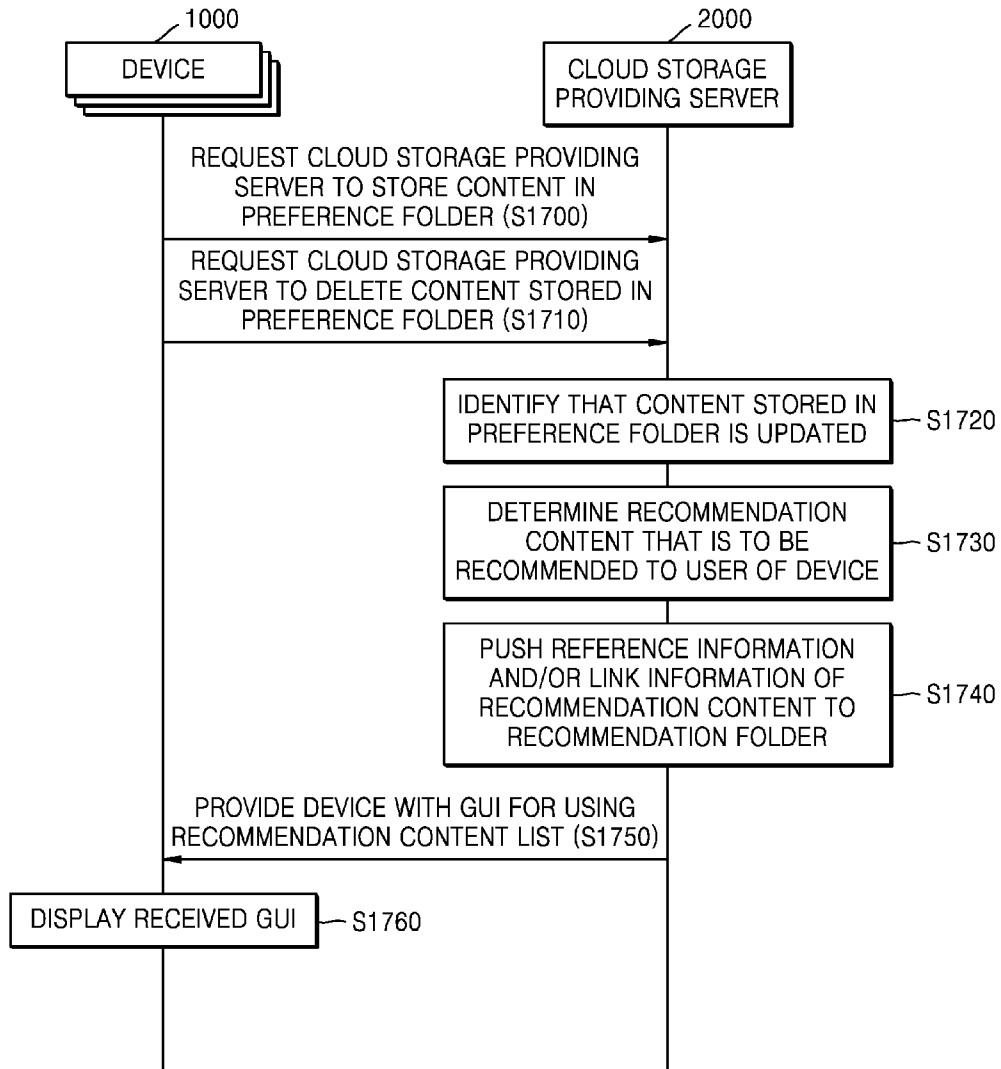 1000
2000
DEVICE
CLOUD STORAGE
PROVIDING SERVER
REQUEST CLOUD STORAGE PROVIDING
SERVER TO STORE CONTENT IN
PREFERENCE FOLDER (S1700)
REQUEST CLOUD STORAGE PROVIDING
SERVER TO DELETE CONTENT STORED IN
PREFERENCE FOLDER (S1710)
IDENTIFY THAT CONTENT STORED IN
PREFERENCE FOLDER IS UPDATED
S1720
DETERMINE RECOMMENDATION
CONTENT THAT IS TO BE
RECOMMENDED TO USER OF DEVICE
S1730
PUSH REFERENCE INFORMATION
AND/OR LINK INFORMATION OF
RECOMMENDATION CONTENT TO
RECOMMENDATION FOLDER
S1740
PROVIDE DEVICE WITH GUI FOR USING
RECOMMENDATION CONTENT LIST (S1750)
DISPLAY RECEIVED GUI
S1760